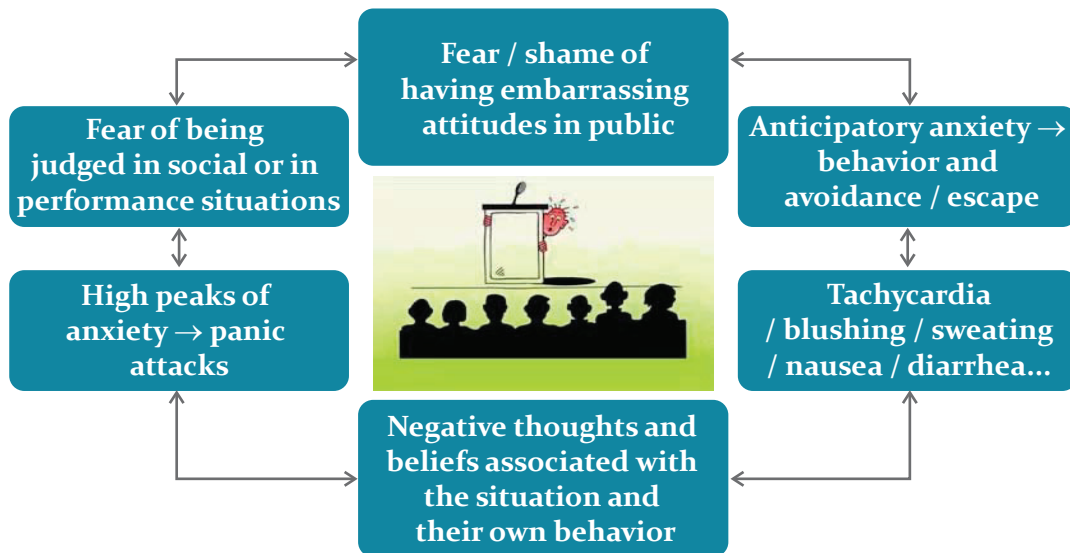 Fear / shame of
having embarrassing
attitudes in public
Fear of being
judged in social or in
performance situations
Anticipatory anxiety →
behavior and
avoidance / escape
High peaks of
anxiety → panic
attacks
Tachycardia
/ blushing / sweating
/ nausea / diarrhea...
Negative thoughts and
beliefs associated with
the situation and
their own behavior